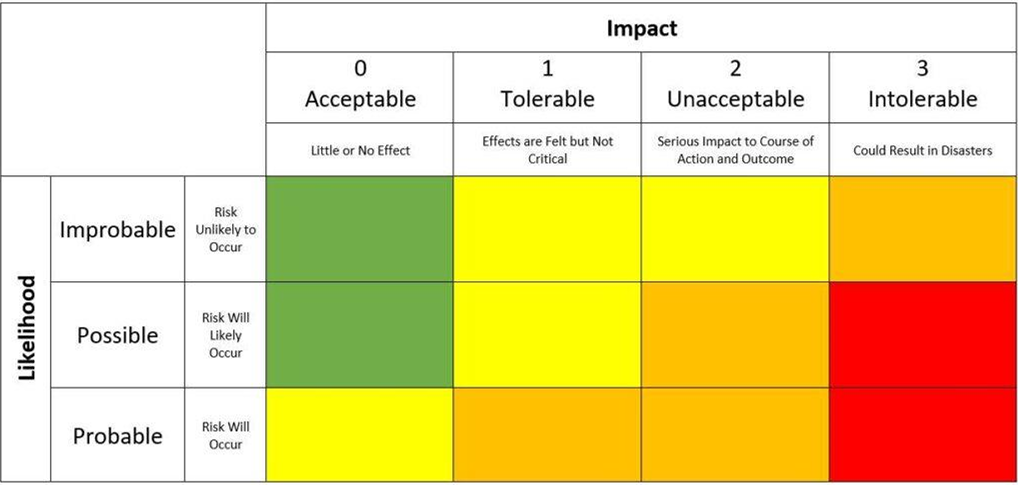 Impact
0
Acceptable
1
Tolerable
2
Unacceptable
3
Intolerable
Little or No Effect
Effects are Felt but Not
Critical
Serious Impact to Course of
Action and Outcome
Could Result in Disasters
Likelihood
Improbable
Risk
Unlikely to
Occur
Possible
Risk Will
Likely
Occur
Probable
Risk Will
Occur